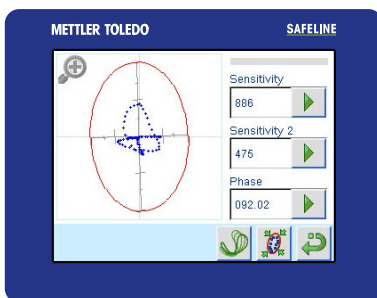 METTLER TOLEDO
SAFELINE
Sensitivity
886
Sensitivity 2
475
Phase
092.02